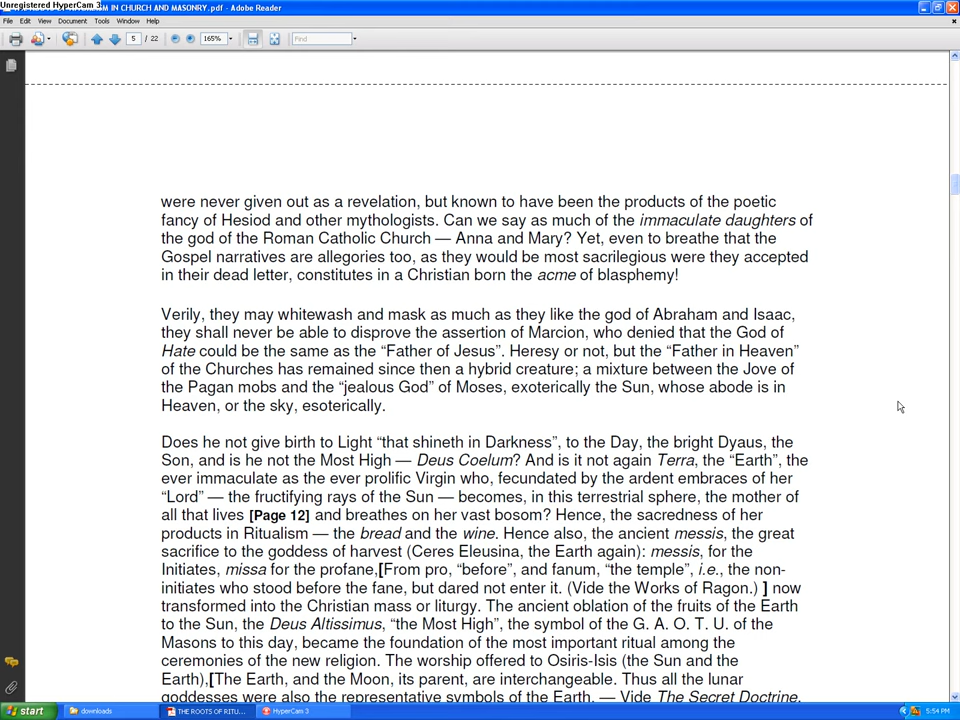 Unregistered HyperCam 3
M IN CHURCH AND MASONRY.pdf - Adobe Reader
File Edit View Document Tools Window Help
5 / 22 165% Find
were never given out as a revelation, but known to have been the products of the poetic
fancy of Hesiod and other mythologists. Can we say as much of the immaculate daughters of
the god of the Roman Catholic Church — Anna and Mary? Yet, even to breathe that the
Gospel narratives are allegories too, as they would be most sacrilegious were they accepted
in their dead letter, constitutes in a Christian born the acme of blasphemy!
Verily, they may whitewash and mask as much as they like the god of Abraham and Isaac,
they shall never be able to disprove the assertion of Marcion, who denied that the God of
Hate could be the same as the “Father of Jesus”. Heresy or not, but the “Father in Heaven”
of the Churches has remained since then a hybrid creature; a mixture between the Jove of
the Pagan mobs and the “jealous God” of Moses, exoterically the Sun, whose abode is in
Heaven, or the sky, esoterically.
Does he not give birth to Light “that shineth in Darkness”, to the Day, the bright Dyaus, the
Son, and is he not the Most High — Deus Coelum? And is it not again Terra, the “Earth”, the
ever immaculate as the ever prolific Virgin who, fecundated by the ardent embraces of her
“Lord” — the fructifying rays of the Sun — becomes, in this terrestrial sphere, the mother of
all that lives [Page 12] and breathes on her vast bosom? Hence, the sacredness of her
products in Ritualism — the bread and the wine. Hence also, the ancient messis, the great
sacrifice to the goddess of harvest (Ceres Eleusina, the Earth again): messis, for the
Initiates, missa for the profane,[From pro, “before”, and fanum, “the temple”, i.e., the non-
initiates who stood before the fane, but dared not enter it. (Vide the Works of Ragon.) ] now
transformed into the Christian mass or liturgy. The ancient oblation of the fruits of the Earth
to the Sun, the Deus Altissimus, “the Most High”, the symbol of the G. A. O. T. U. of the
Masons to this day, became the foundation of the most important ritual among the
ceremonies of the new religion. The worship offered to Osiris-Isis (the Sun and the
Earth),[The Earth, and the Moon, its parent, are interchangeable. Thus all the lunar
goddesses were also the representative symbols of the Earth. — Vide The Secret Doctrine,
start downloads THE ROOTS OF RITU... HyperCam 3 5:54 PM